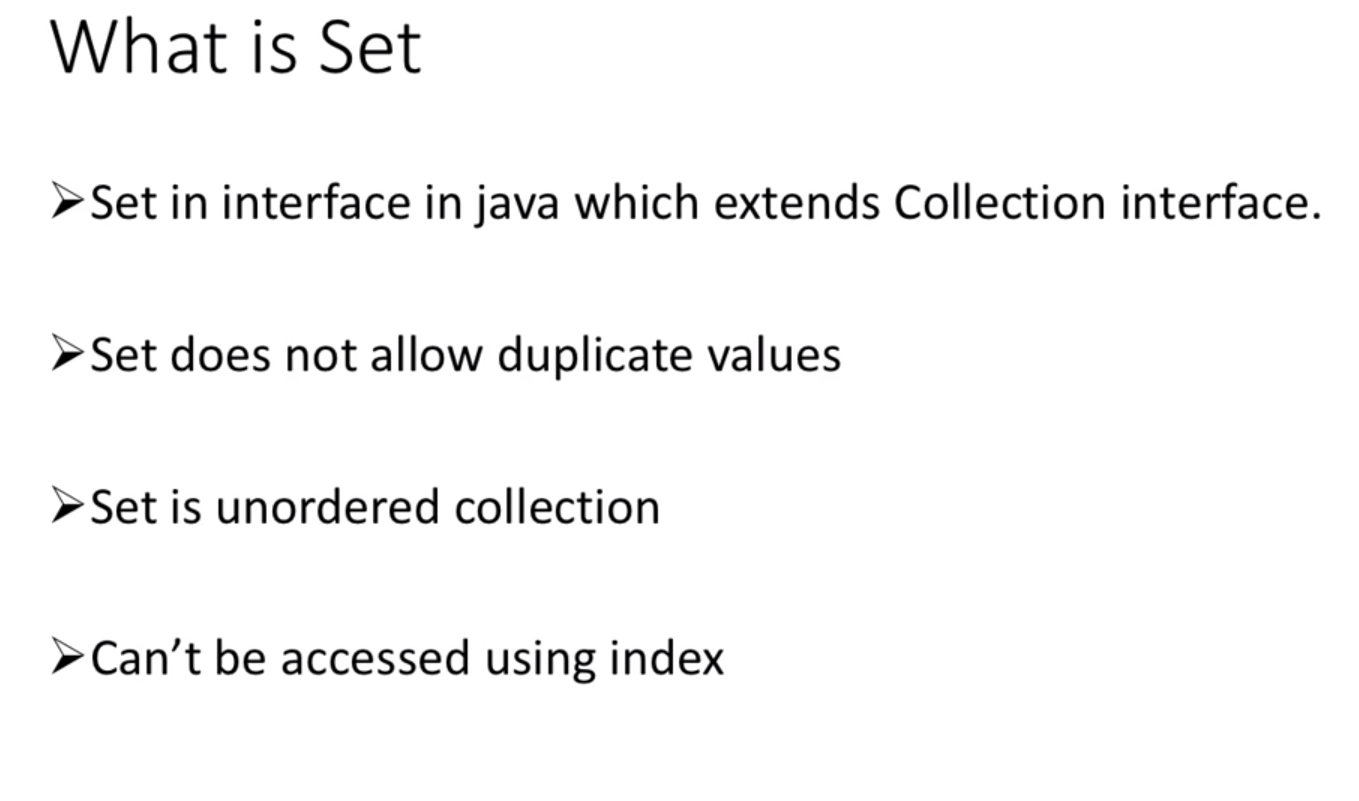 What is Set
➢Set in interface in java which extends Collection interface.
➢Set does not allow duplicate values
➢Set is unordered collection
➢Can’t be accessed using index